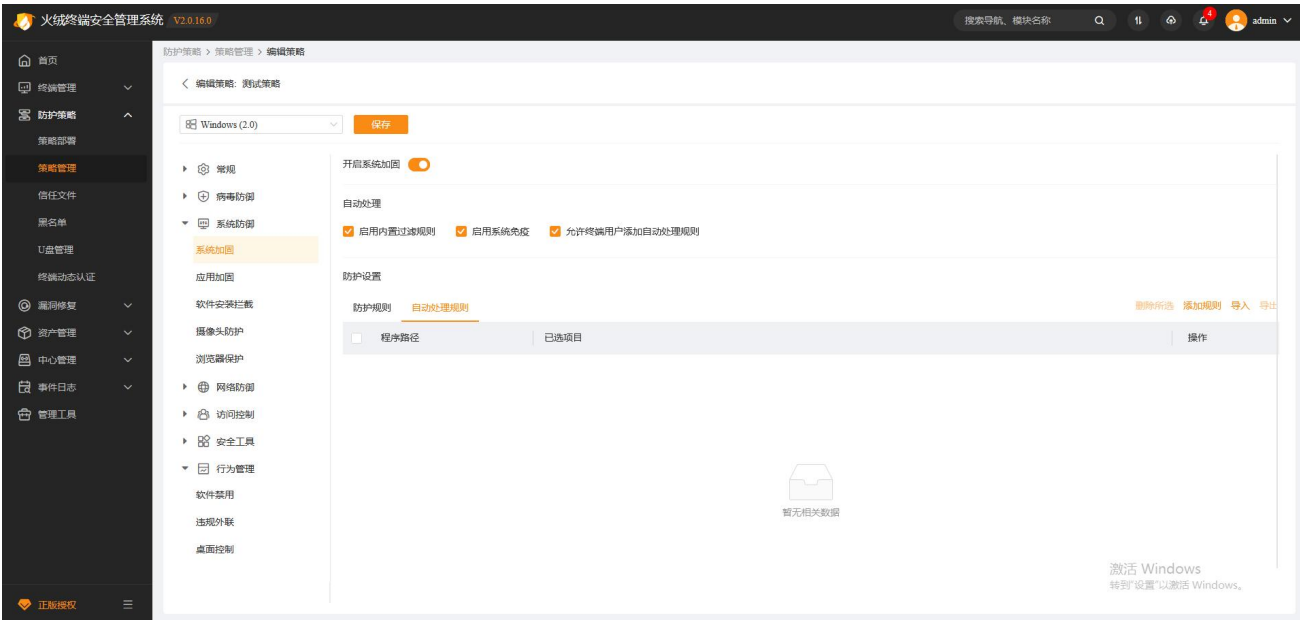 火绒终端安全管理系统 V2.0.16.0
搜索导航、模块名称
4
admin
首页
终端管理
防护策略
策略部署
策略管理
信任文件
黑名单
U盘管理
终端动态认证
漏洞修复
资产管理
中心管理
事件日志
管理工具
正版授权
防护策略 > 策略管理 > 编辑策略
编辑策略: 测试策略
Windows (2.0)
保存
常规
病毒防御
系统防御
系统加固
应用加固
软件安装拦截
摄像头防护
浏览器保护
网络防御
访问控制
安全工具
行为管理
软件禁用
违规外联
桌面控制
开启系统加固
自动处理
启用内置过滤规则 启用系统免疫 允许终端用户添加自动处理规则
防护设置
防护规则 自动处理规则 删除所选 添加规则 导入 导出
程序路径 已选项目 操作
暂无相关数据
激活 Windows
转到"设置"以激活 Windows。